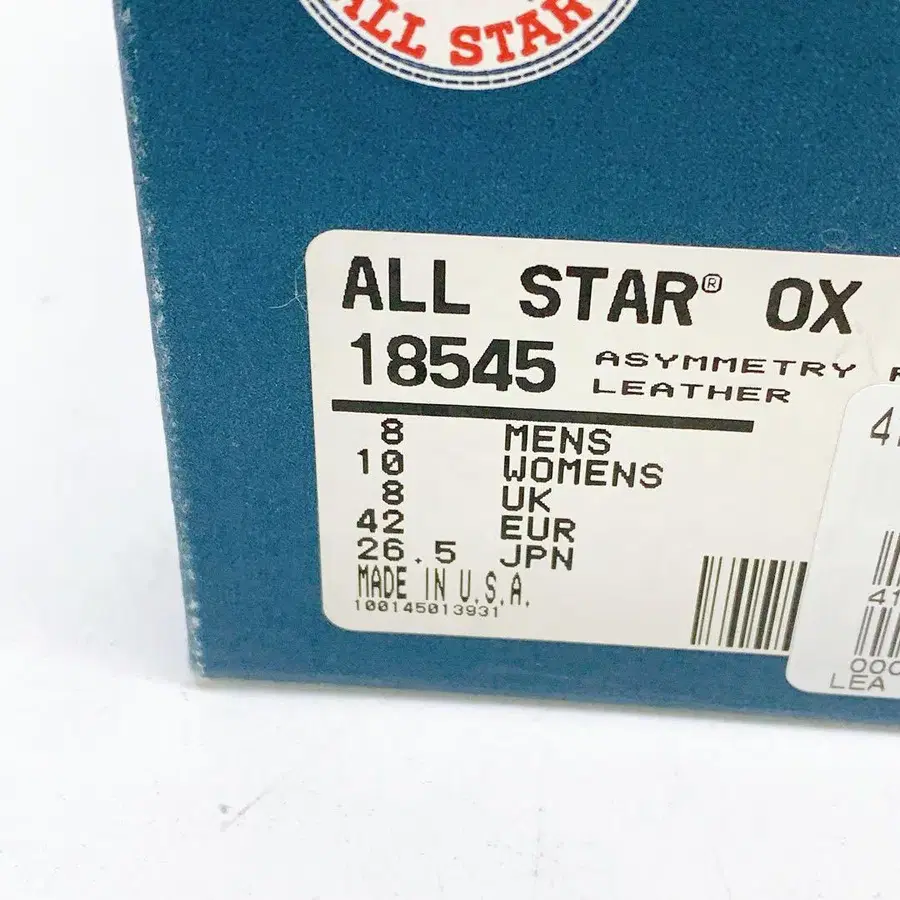 ALL STAR
ALL STAR® OX
18545 ASYMMETRY
LEATHER
8 MENS
10 WOMENS
8 UK
42 EUR
26.5 JPN
MADE IN U.S.A.
100145013931
LEA